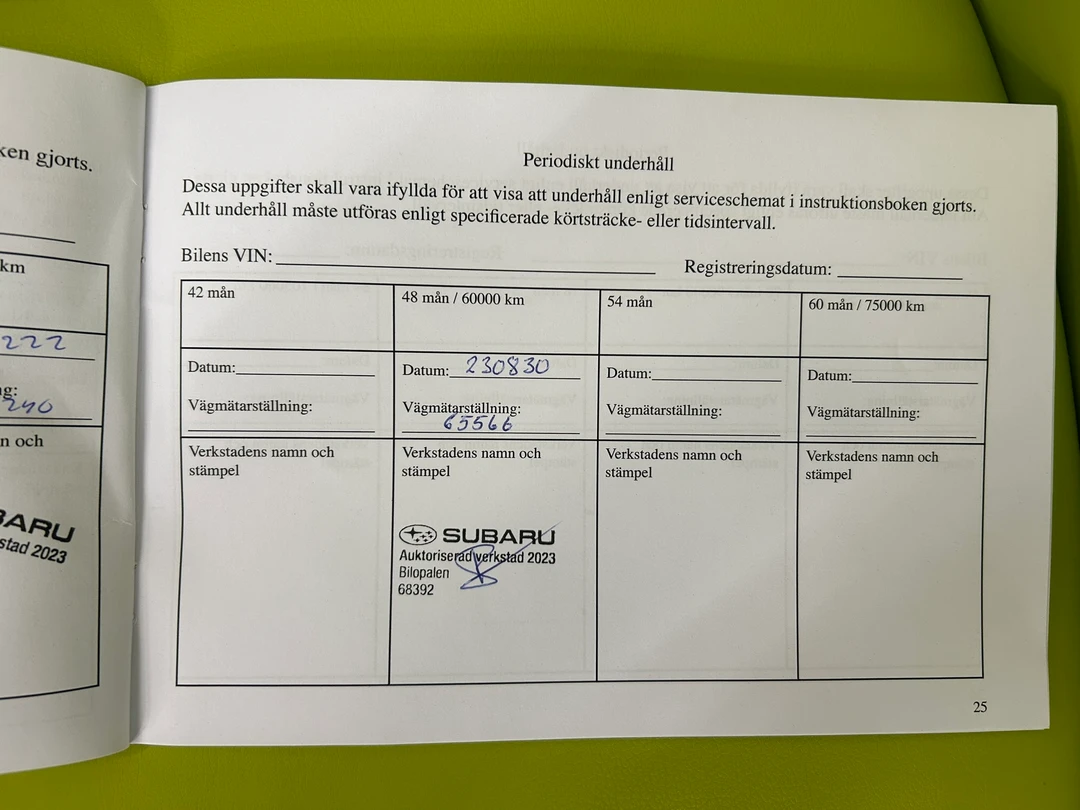 ken gjorts.
km
222
ng:
240
n och
BARU
stad 2023
Periodiskt underhåll
Dessa uppgifter skall vara ifyllda för att visa att underhåll enligt serviceschemat i instruktionsboken gjorts.
Allt underhåll måste utföras enligt specificerade körtsträcke- eller tidsintervall.
Bilens VIN:
Registreringsdatum:
42 mån
Datum:
Vägmätarställning:
Verkstadens namn och
stämpel
48 mån / 60000 km
Datum: 230830
Vägmätarställning:
65566
Verkstadens namn och
stämpel
SUBARU
Auktoriserad verkstad 2023
Bilopalen
68392
54 mån
Datum:
Vägmätarställning:
Verkstadens namn och
stämpel
60 mån / 75000 km
Datum:
Vägmätarställning:
Verkstadens namn och
stämpel
25